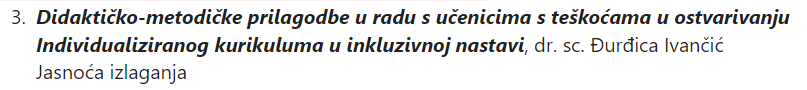 3. Didaktičko-metodičke prilagodbe u radu s učenicima s teškoćama u ostvarivanju
Individualiziranog kurikuluma u inkluzivnoj nastavi, dr. sc. Đurđica Ivančić
Jasnoća izlaganja